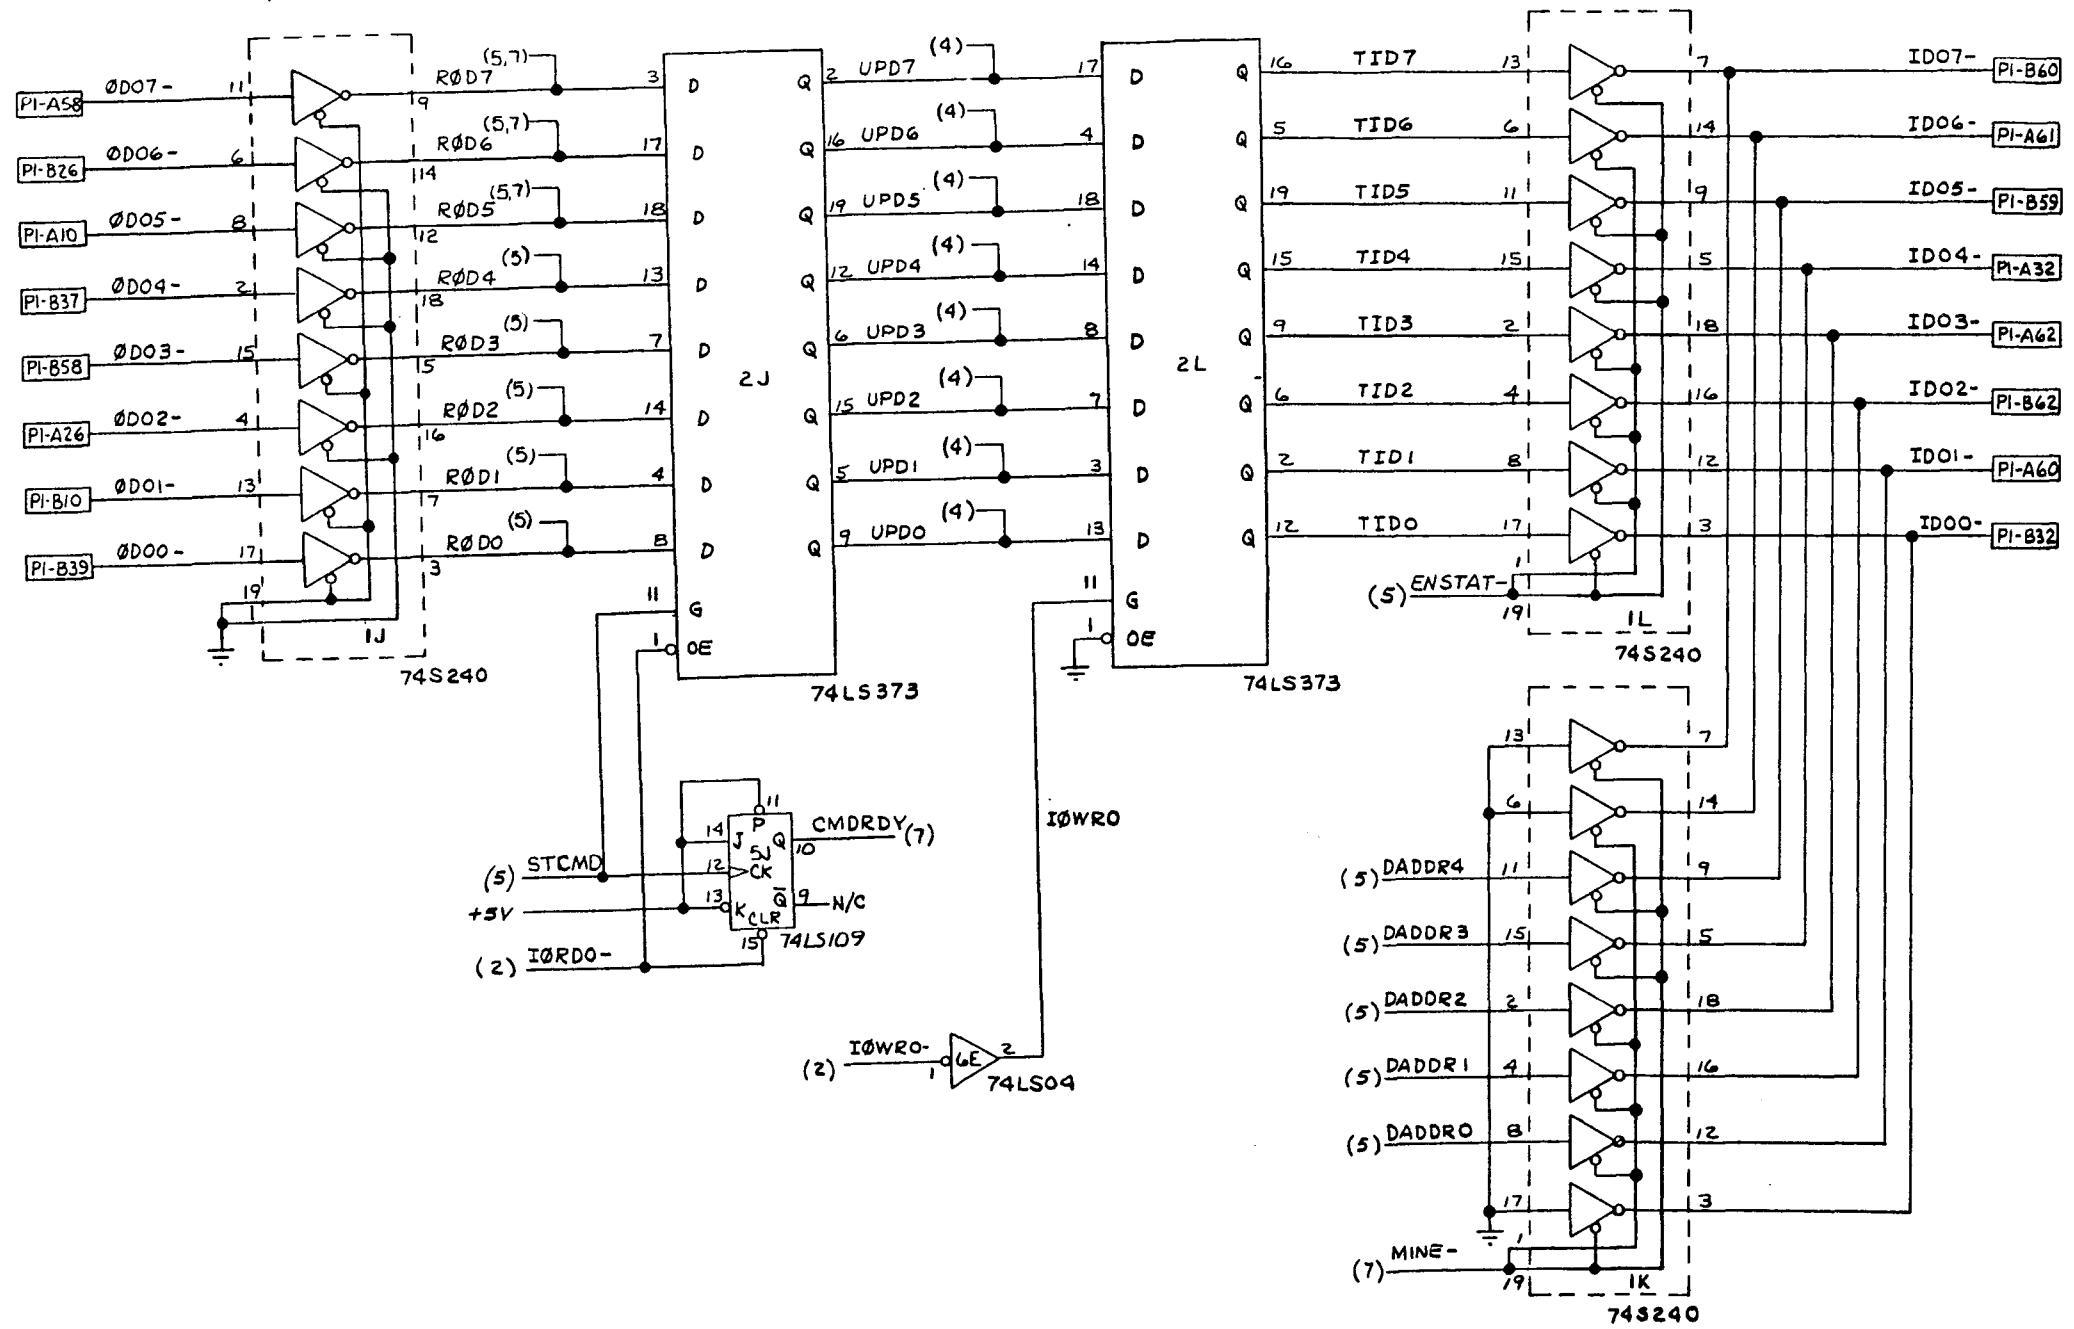 P1-A58 ØD07- 11 9 RØD7 (5,7) 3 D Q 2 UPD7 (4) 17 D Q 16 TID7 13 7 ID07- P1-B60
P1-B26 ØD06- 6 14 RØD6 (5,7) 17 D Q 16 UPD6 (4) 4 D Q 5 TID6 6 14 ID06- P1-A61
P1-A10 ØD05- 8 12 RØD5 (5,7) 18 D Q 19 UPD5 (4) 18 D Q 19 TID5 11 9 ID05- P1-B59
P1-B37 ØD04- 2 18 RØD4 (5) 13 D Q 12 UPD4 (4) 14 D Q 15 TID4 15 5 ID04- P1-A32
P1-B58 ØD03- 15 5 RØD3 (5) 7 D Q 6 UPD3 (4) 8 D Q 9 TID3 2 18 ID03- P1-A62
2J 2L
P1-A26 ØD02- 4 16 RØD2 (5) 14 D Q 15 UPD2 (4) 7 D Q 6 TID2 4 16 ID02- P1-B62
P1-B10 ØD01- 13 7 RØD1 (5) 4 D Q 5 UPD1 (4) 3 D Q 2 TID1 8 12 ID01- P1-A60
P1-B39 ØD00- 17 3 RØD0 (5) 8 D Q 9 UPD0 (4) 13 D Q 12 TID0 17 3 ID00- P1-B32
19 1 1J 74S240
11 G
1 OE
74LS373
11 G
1 OE
74LS373
(5) ENSTAT- 1 19 1L
74S240
11 P
14 J Q 10 CMDRDY (7)
5J
(5) STCMD 12 CK
+5V 13 K Q̅ 9 N/C
CLR 15 74LS109
(2) IØRD0-
IØWR0
(2) IØWR0- 1 6E 2
74LS04
13 7
6 14
(5) DADDR4 11 9
(5) DADDR3 15 5
(5) DADDR2 2 18
(5) DADDR1 4 16
(5) DADDR0 8 12
17 3
(7) MINE- 1 19 1K
74S240